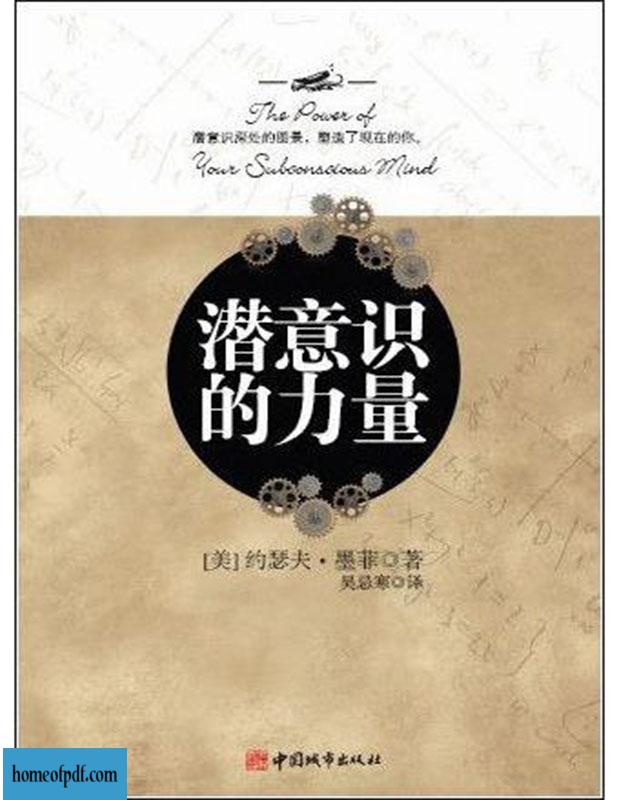 The Power of
潜意识深处的图景，塑造了现在的你。
Your Subconscious Mind
潜意识
的力量
[美] 约瑟夫·墨菲◎著
吴忌寒◎译
中国城市出版社
homeofpdf.com